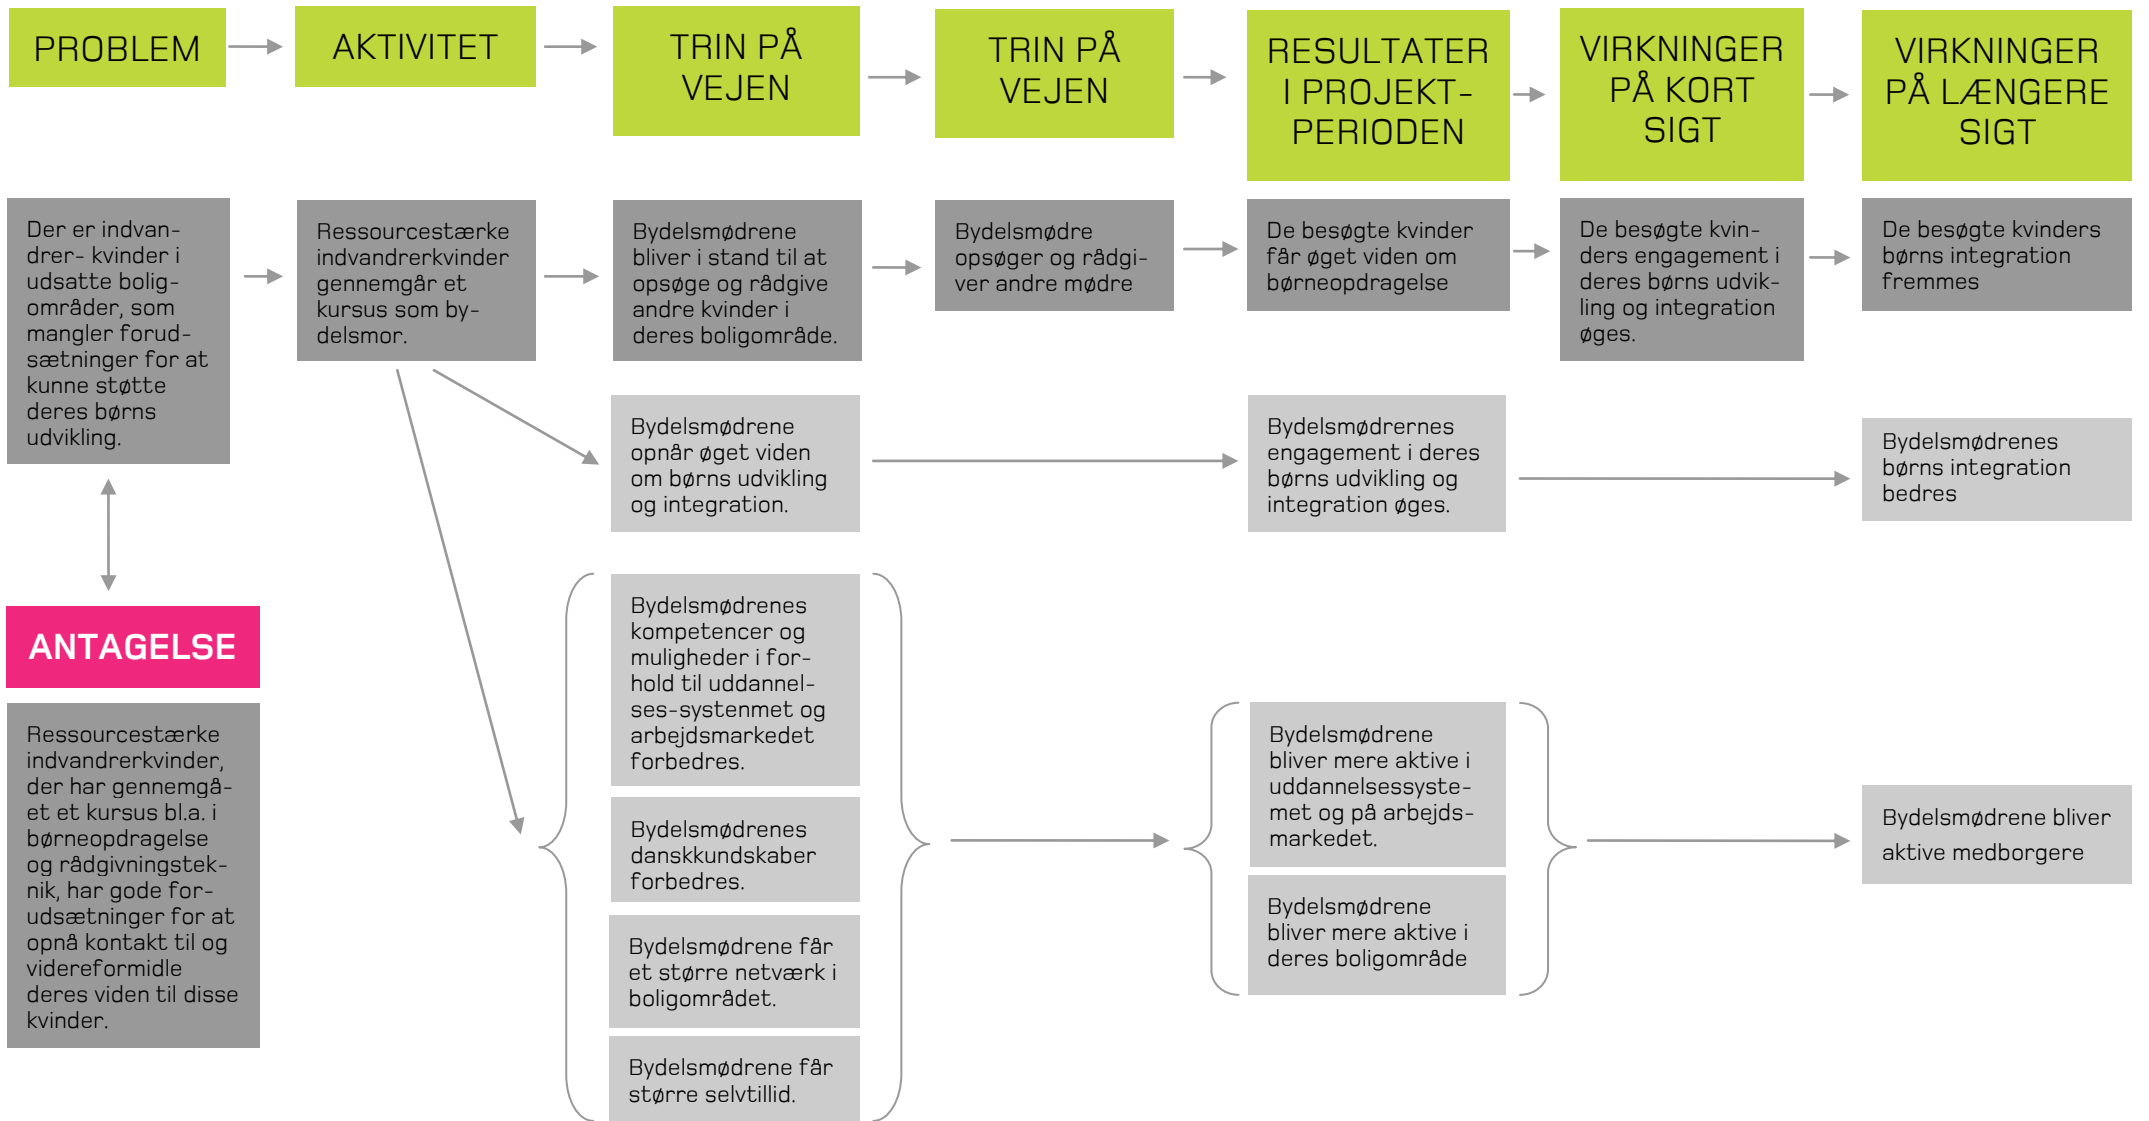 PROBLEM
AKTIVITET
TRIN PÅ
VEJEN
TRIN PÅ
VEJEN
RESULTATER
I PROJEKT-
PERIODEN
VIRKNINGER
PÅ KORT
SIGT
VIRKNINGER
PÅ LÆNGERE
SIGT
Der er indvan-
drer- kvinder i
udsatte bolig-
områder, som
mangler forud-
sætninger for at
kunne støtte
deres børns
udvikling.
Ressourcestærke
indvandrerkvinder
gennemgår et
kursus som by-
delsmor.
Bydelsmødrene
bliver i stand til at
opsøge og rådgive
andre kvinder i
deres boligområde.
Bydelsmødre
opsøger og rådgi-
ver andre mødre
De besøgte kvinder
får øget viden om
børneopdragelse
De besøgte kvin-
ders engagement i
deres børns udvik-
ling og integration
øges.
De besøgte kvinders
børns integration
fremmes
Bydelsmødrene
opnår øget viden
om børns udvikling
og integration.
Bydelsmødrernes
engagement i deres
børns udvikling og
integration øges.
Bydelsmødrenes
børns integration
bedres
ANTAGELSE
Ressourcestærke
indvandrerkvinder,
der har gennemgå-
et et kursus bl.a. i
børneopdragelse
og rådgivningstek-
nik, har gode for-
udsætninger for at
opnå kontakt til og
videreformidle
deres viden til disse
kvinder.
Bydelsmødrenes
kompetencer og
muligheder i for-
hold til uddannel-
ses-systenmet og
arbejdsmarkedet
forbedres.
Bydelsmødrenes
danskkundskaber
forbedres.
Bydelsmødrene får
et større netværk i
boligområdet.
Bydelsmødrene får
større selvtillid.
Bydelsmødrene
bliver mere aktive i
uddannelsessyste-
met og på arbejds-
markedet.
Bydelsmødrene
bliver mere aktive i
deres boligområde
Bydelsmødrene bliver
aktive medborgere